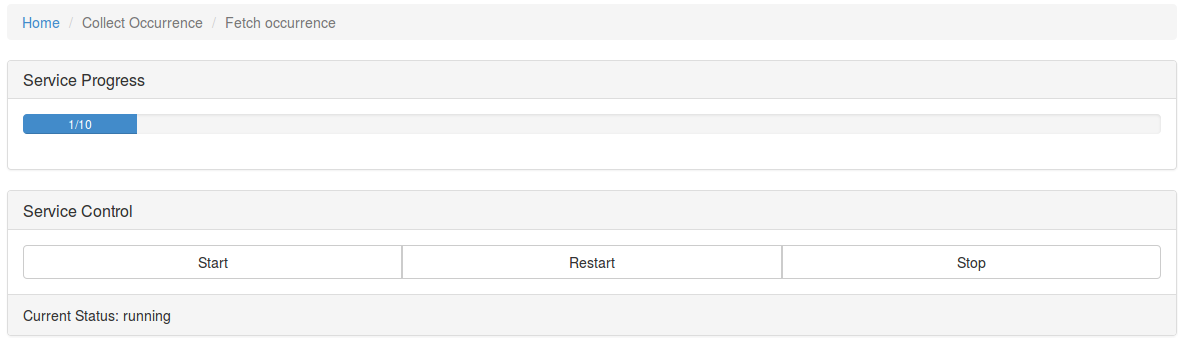 Home / Collect Occurrence / Fetch occurrence
Service Progress
1/10
Service Control
Start Restart Stop
Current Status: running